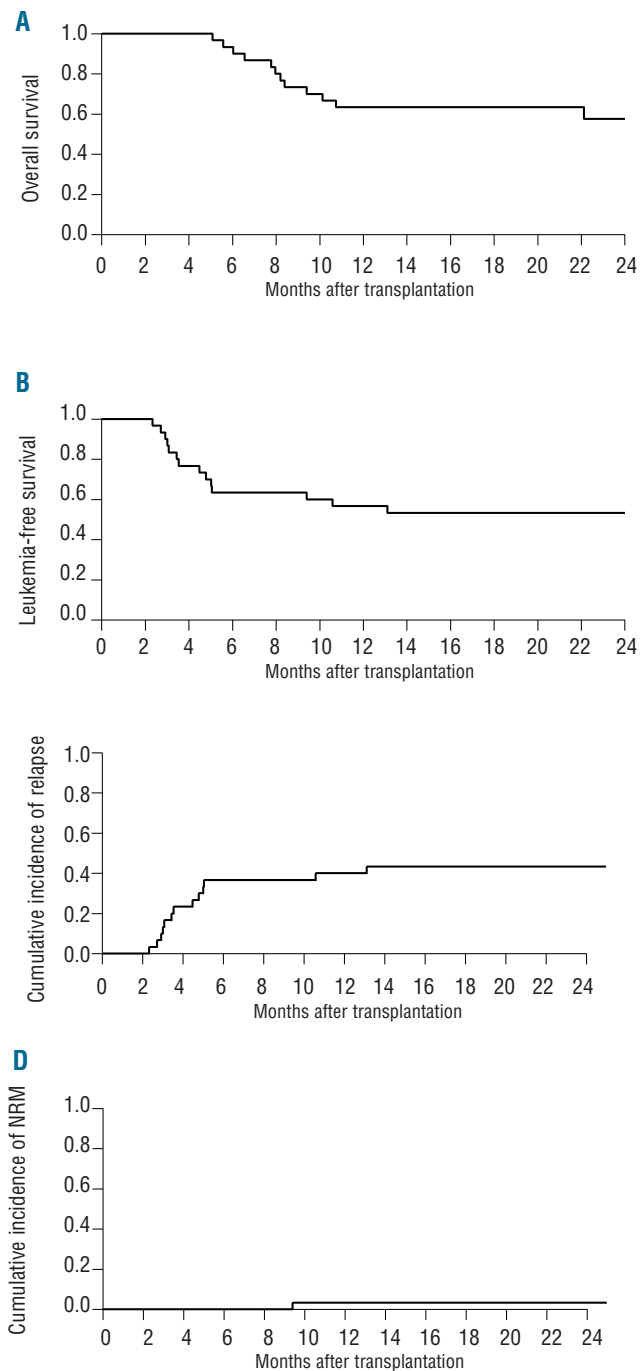 A
Overall survival
1.0
0.8
0.6
0.4
0.2
0.0
0 2 4 6 8 10 12 14 16 18 20 22 24
Months after transplantation
B
Leukemia-free survival
1.0
0.8
0.6
0.4
0.2
0.0
0 2 4 6 8 10 12 14 16 18 20 22 24
Months after transplantation
Cumulative incidence of relapse
1.0
0.8
0.6
0.4
0.2
0.0
0 2 4 6 8 10 12 14 16 18 20 22 24
Months after transplantation
D
Cumulative incidence of NRM
1.0
0.8
0.6
0.4
0.2
0.0
0 2 4 6 8 10 12 14 16 18 20 22 24
Months after transplantation